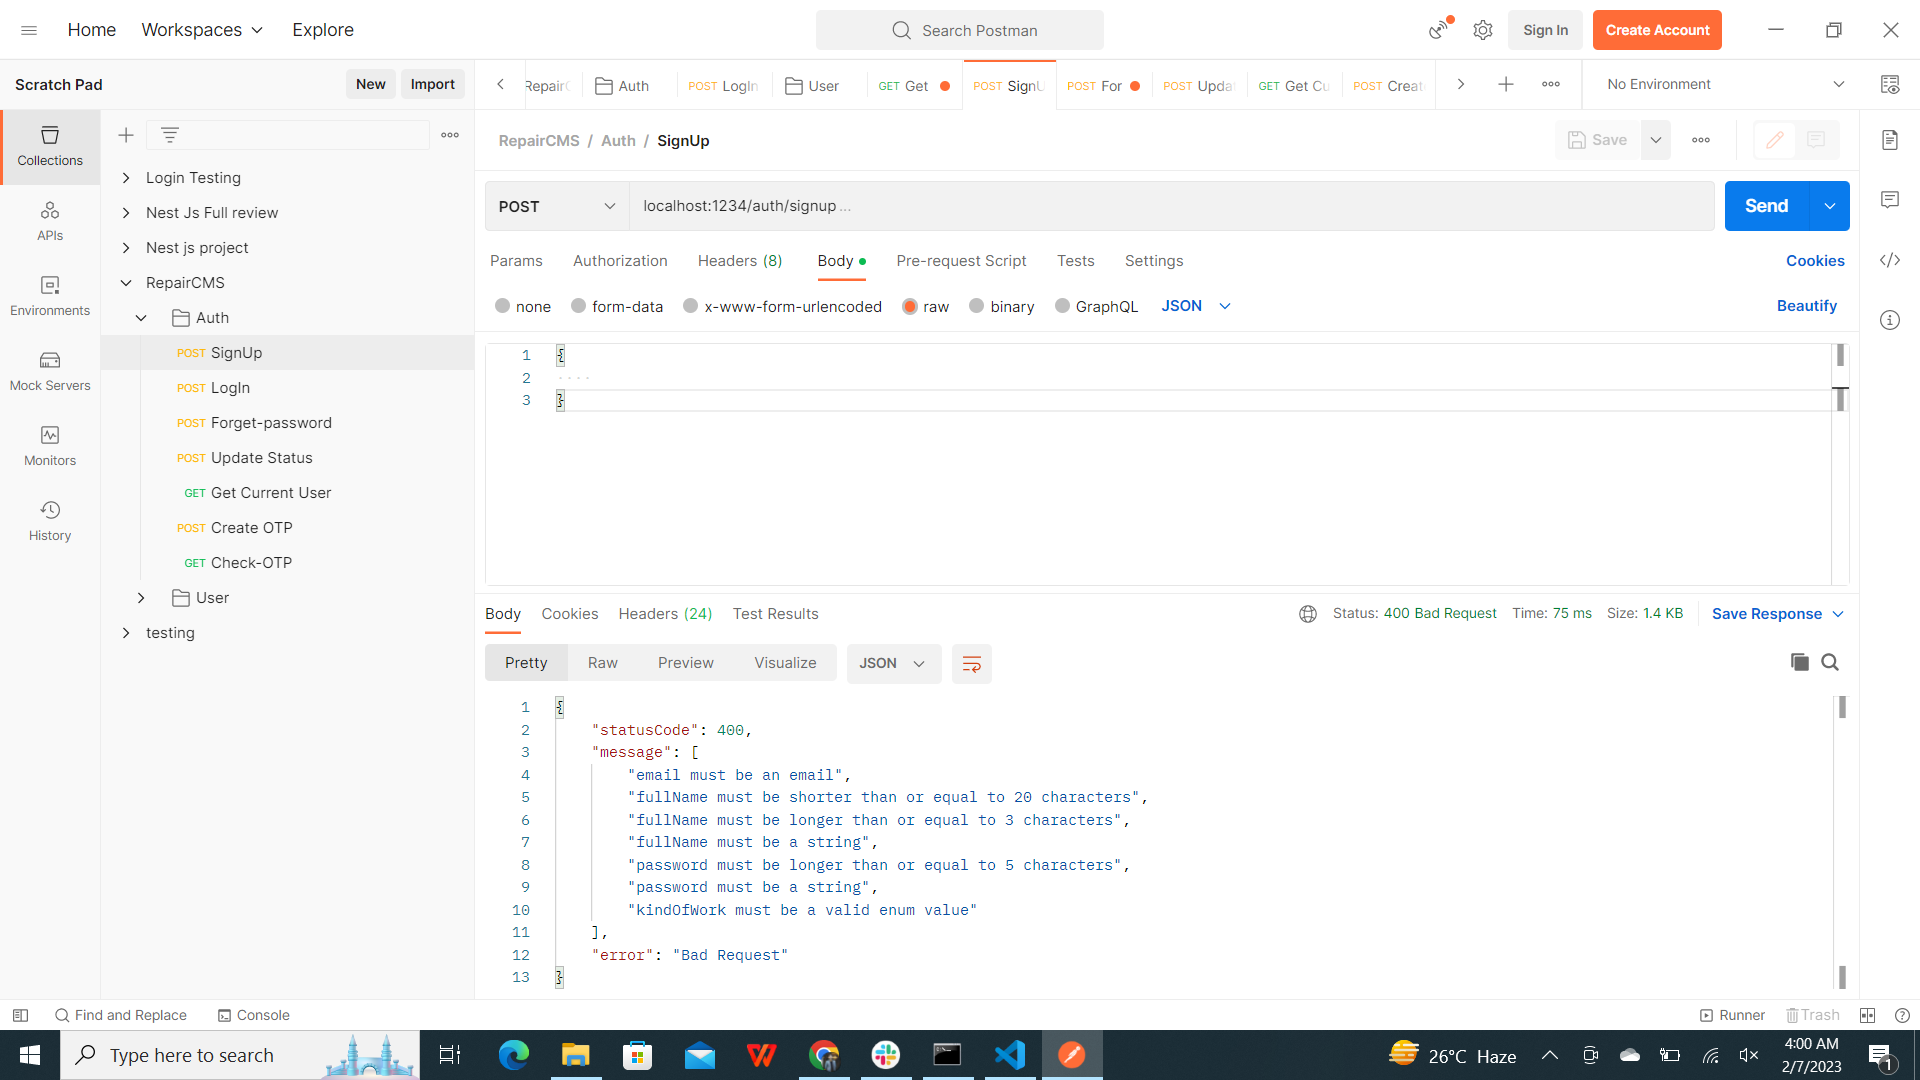 Home Workspaces Explore Search Postman Sign In Create Account
Scratch Pad New Import RepairC Auth POST LogIn User GET Get POST SignU POST For POST Updat GET Get Cu POST Creat No Environment
Collections
APIs
Environments
Mock Servers
Monitors
History
Login Testing
Nest Js Full review
Nest js project
RepairCMS
Auth
POST SignUp
POST LogIn
POST Forget-password
POST Update Status
GET Get Current User
POST Create OTP
GET Check-OTP
User
testing
RepairCMS / Auth / SignUp Save
POST localhost:1234/auth/signup ... Send
Params Authorization Headers (8) Body Pre-request Script Tests Settings Cookies
none form-data x-www-form-urlencoded raw binary GraphQL JSON Beautify
1 {
2 ....
3 }
Body Cookies Headers (24) Test Results Status: 400 Bad Request Time: 75 ms Size: 1.4 KB Save Response
Pretty Raw Preview Visualize JSON
1 {
2 "statusCode": 400,
3 "message": [
4 "email must be an email",
5 "fullName must be shorter than or equal to 20 characters",
6 "fullName must be longer than or equal to 3 characters",
7 "fullName must be a string",
8 "password must be longer than or equal to 5 characters",
9 "password must be a string",
10 "kindOfWork must be a valid enum value"
11 ],
12 "error": "Bad Request"
13 }
Find and Replace Console Runner Trash
Type here to search 26°C Haze 4:00 AM
2/7/2023 1